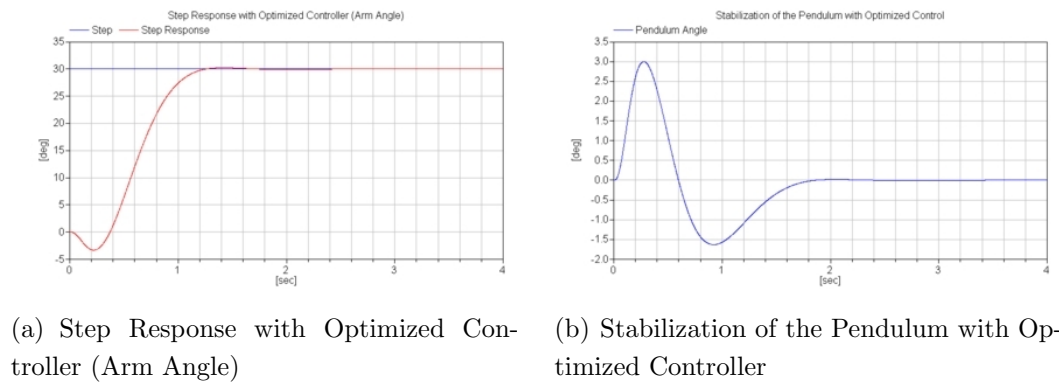 Step Response with Optimized Controller (Arm Angle)
Step Step Response
35
30
25
20
15
10
5
0
-5
[deg]
0 1 2 3 4
[sec]
Stabilization of the Pendulum with Optimized Control
Pendulum Angle
3.5
3.0
2.5
2.0
1.5
1.0
0.5
0.0
-0.5
-1.0
-1.5
-2.0
[deg]
0 1 2 3 4
[sec]
(a) Step Response with Optimized Con-
troller (Arm Angle)
(b) Stabilization of the Pendulum with Op-
timized Controller